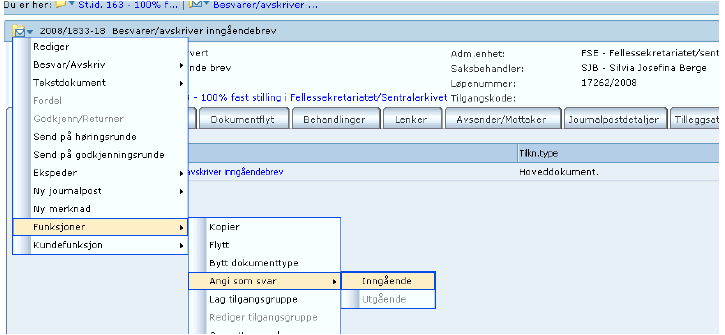 Du er her: St.id. 163 - 100% f... | Besvarer/avskriver ...
2008/1833-18 Besvarer/avskriver inngåendebrev
Rediger
Besvar/Avskriv
Tekstdokument
Fordel
Godkjenn/Returner
Send på høringsrunde
Send på godkjenningsrunde
Ekspeder
Ny journalpost
Ny merknad
Funksjoner
Kundefunksjon
vert
nde brev
- 100% fast stilling i Fellessekretariatet/Sentralarkivet
Adm.enhet: FSE - Fellessekretariatet/sent
Saksbehandler: SJB - Silvia Josefina Berge
Løpenummer: 17262/2008
Tilgangskode:
Dokumentflyt Behandlinger Lenker Avsender/Mottaker Journalpostdetaljer Tilleggsat
Tilkn.type
avskriver inngåendebrev Hoveddokument.
Kopier
Flytt
Bytt dokumenttype
Angi som svar
Lag tilgangsgruppe
Rediger tilgangsgruppe
Inngående
Utgående